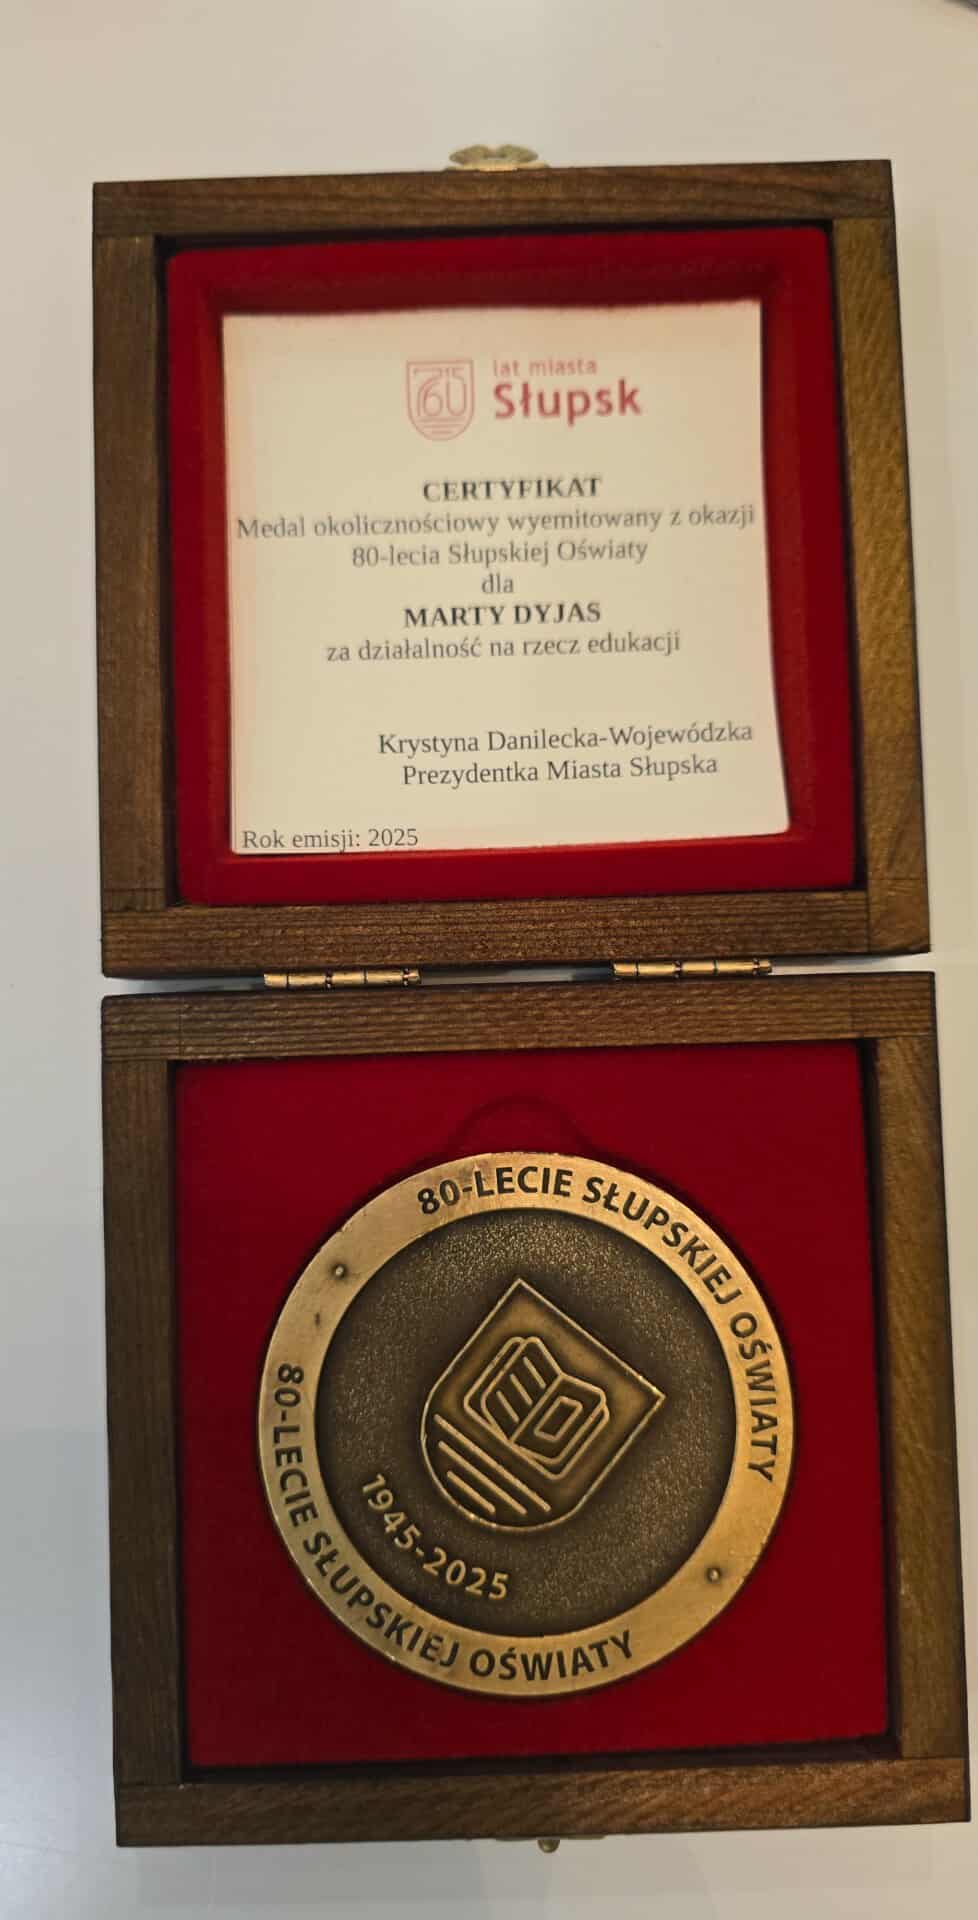 760 lat miasta
Słupsk
CERTYFIKAT
Medal okolicznościowy wyemitowany z okazji
80-lecia Słupskiej Oświaty
dla
MARTY DYJAS
za działalność na rzecz edukacji
Krystyna Danilecka-Wojewódzka
Prezydentka Miasta Słupska
Rok emisji: 2025
80-LECIE SŁUPSKIEJ OŚWIATY
80-LECIE SŁUPSKIEJ OŚWIATY
1945-2025